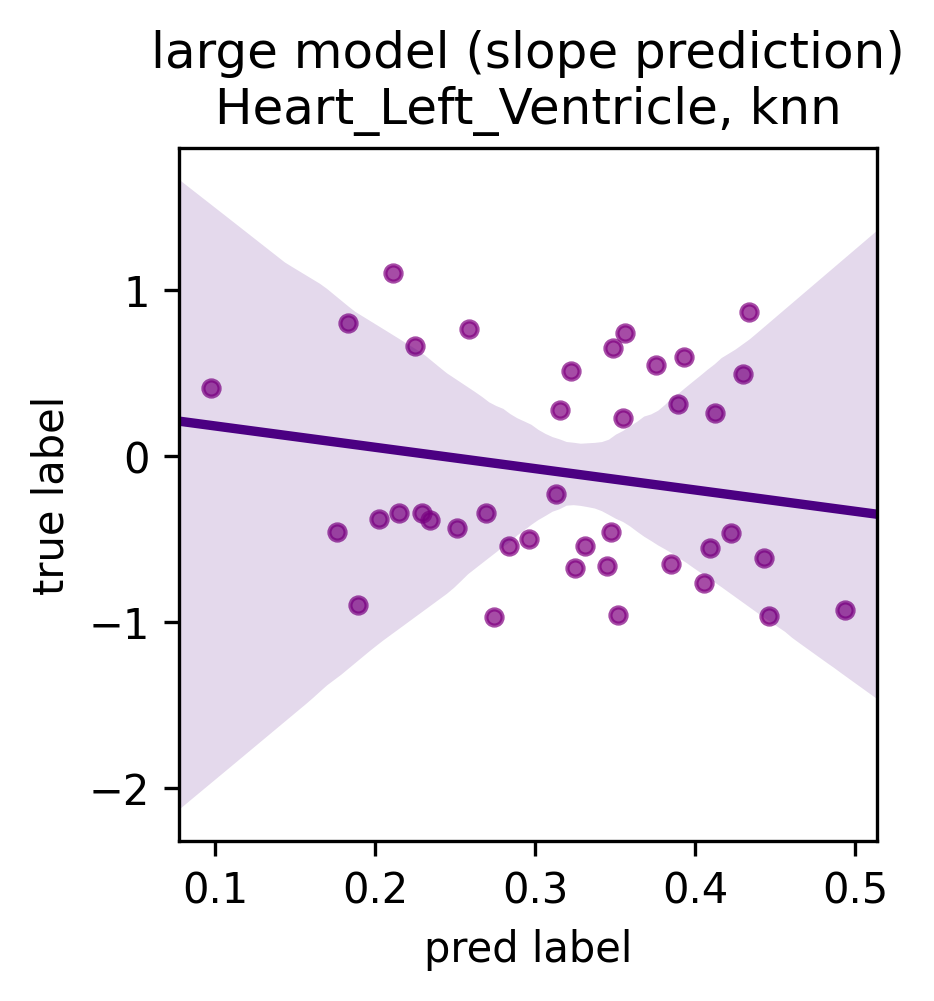 large model (slope prediction)
Heart_Left_Ventricle, knn
true label
1
0
−1
−2
0.1 0.2 0.3 0.4 0.5
pred label